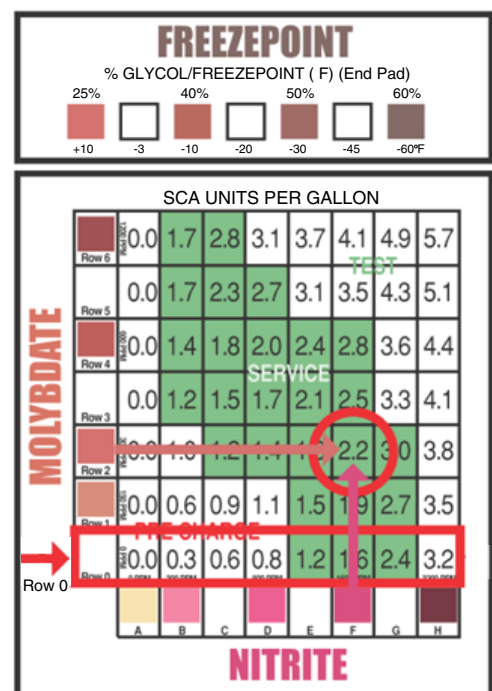 FREEZEPOINT
% GLYCOL/FREEZEPOINT ( F) (End Pad)
25% 40% 50% 60%
+10 -3 -10 -20 -30 -45 -60ºF
SCA UNITS PER GALLON
MOLYBDATE
Row 6 0.0 1.7 2.8 3.1 3.7 4.1 4.9 5.7
TEST
Row 5 0.0 1.7 2.3 2.7 3.1 3.5 4.3 5.1
Row 4 0.0 1.4 1.8 2.0 2.4 2.8 3.6 4.4
SERVICE
Row 3 0.0 1.2 1.5 1.7 2.1 2.5 3.3 4.1
Row 2 2.2 3.0 3.8
Row 1 0.0 0.6 0.9 1.1 1.5 1.9 2.7 3.5
PRE CHARGE
Row 0 0.0 0.3 0.6 0.8 1.2 1.6 2.4 3.2
Row 0
A B C D E F G H
NITRITE